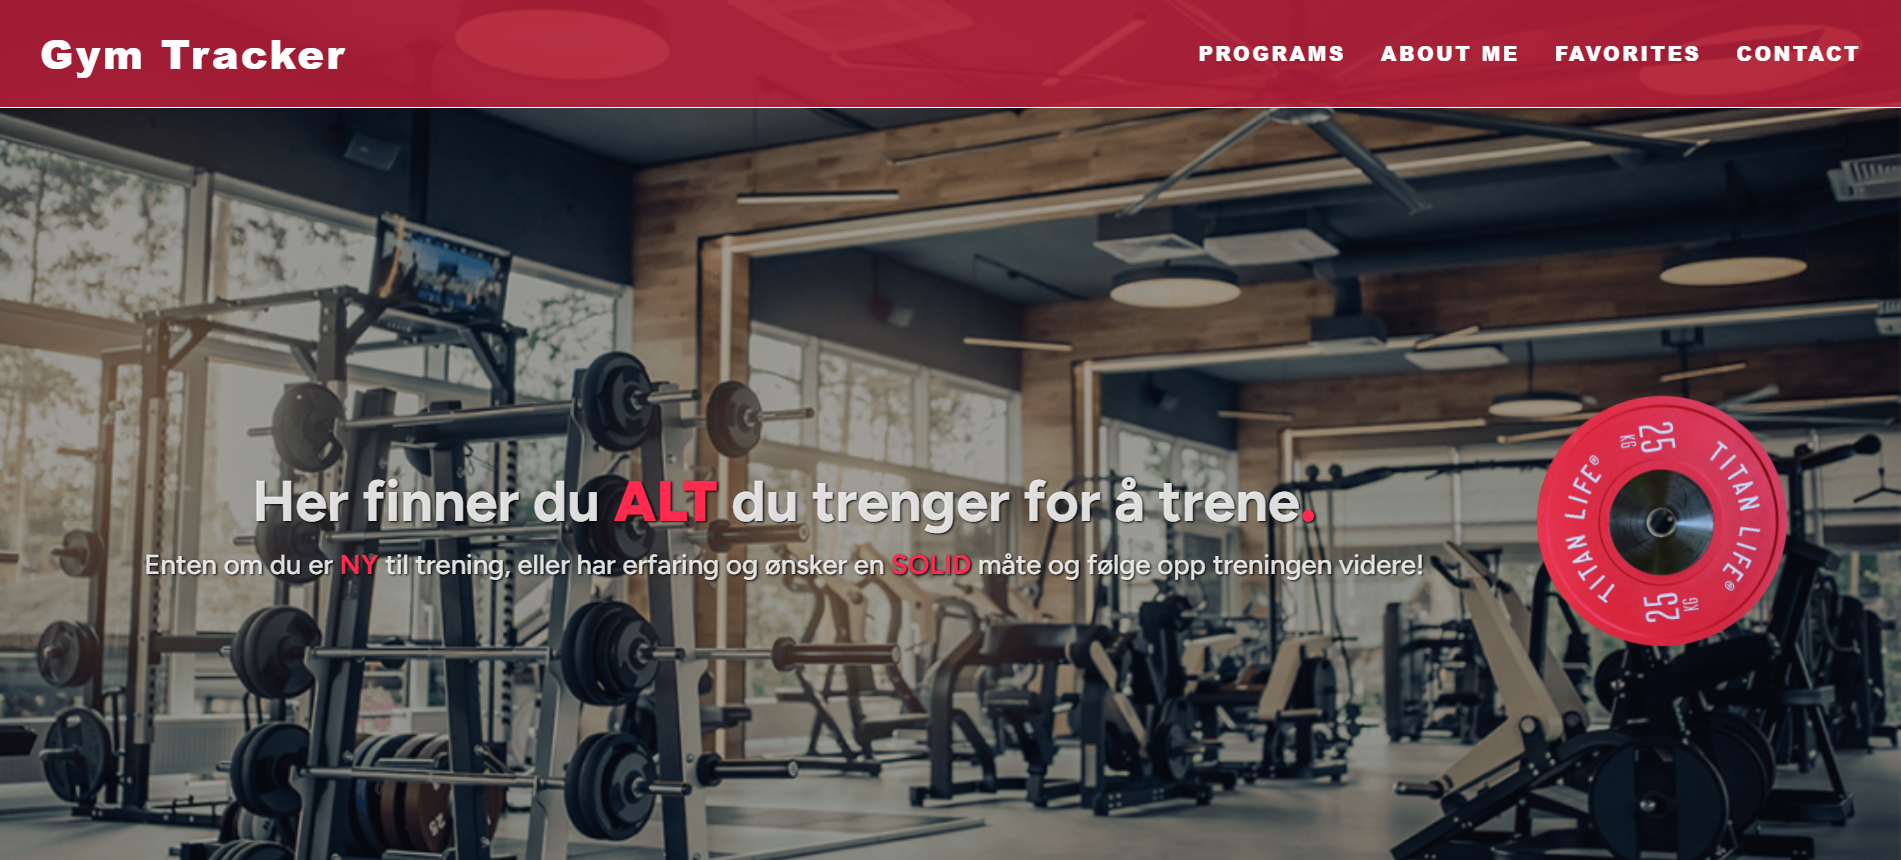 Gym Tracker
PROGRAMS ABOUT ME FAVORITES CONTACT
Her finner du ALT du trenger for å trene.
Enten om du er NY til trening, eller har erfaring og ønsker en SOLID måte og følge opp treningen videre!
25 KG
TITAN LIFE®
TITAN LIFE®
25 KG
25